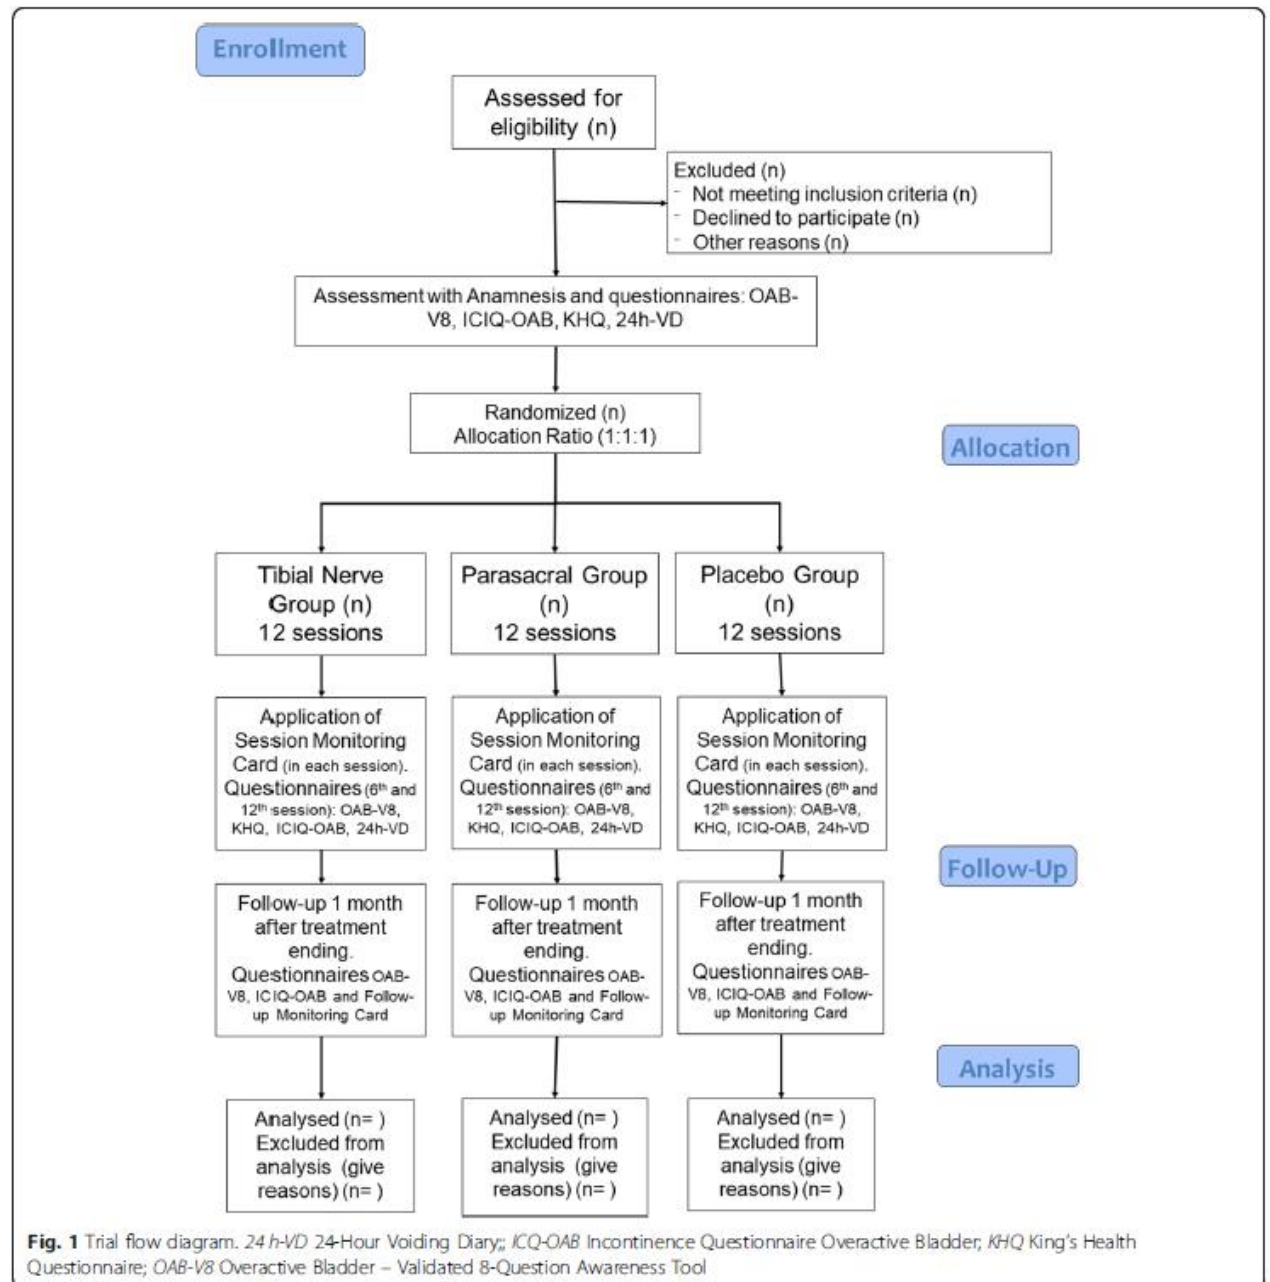 Enrollment
Assessed for
eligibility (n)
Excluded (n)
- Not meeting inclusion criteria (n)
- Declined to participate (n)
- Other reasons (n)
Assessment with Anamnesis and questionnaires: OAB-
V8, ICIQ-OAB, KHQ, 24h-VD
Randomized (n)
Allocation Ratio (1:1:1)
Allocation
Tibial Nerve
Group (n)
12 sessions
Parasacral Group
(n)
12 sessions
Placebo Group
(n)
12 sessions
Application of
Session Monitoring
Card (in each session).
Questionnaires (6th and
12th session): OAB-V8,
KHQ, ICIQ-OAB, 24h-VD
Application of
Session Monitoring
Card (in each session).
Questionnaires (6th and
12th session): OAB-V8,
KHQ, ICIQ-OAB, 24h-VD
Application of
Session Monitoring
Card (in each session).
Questionnaires (6th and
12th session): OAB-V8,
KHQ, ICIQ-OAB, 24h-VD
Follow-Up
Follow-up 1 month
after treatment
ending.
Questionnaires OAB-
V8, ICIQ-OAB and Follow-
up Monitoring Card
Follow-up 1 month
after treatment
ending.
Questionnaires OAB-
V8, ICIQ-OAB and Follow-
up Monitoring Card
Follow-up 1 month
after treatment
ending.
Questionnaires OAB-
V8, ICIQ-OAB and Follow-
up Monitoring Card
Analysis
Analysed (n= )
Excluded from
analysis (give
reasons) (n= )
Analysed (n= )
Excluded from
analysis (give
reasons) (n= )
Analysed (n= )
Excluded from
analysis (give
reasons) (n= )
Fig. 1 Trial flow diagram. 24 h-VD 24-Hour Voiding Diary;; ICQ-OAB Incontinence Questionnaire Overactive Bladder; KHQ King's Health
Questionnaire; OAB-V8 Overactive Bladder – Validated 8-Question Awareness Tool